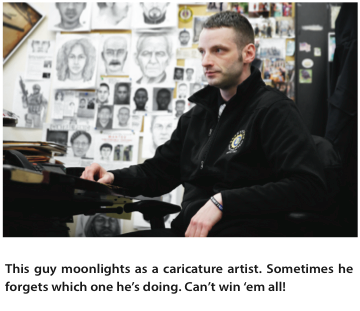 This guy moonlights as a caricature artist. Sometimes he
forgets which one he’s doing. Can’t win ‘em all!